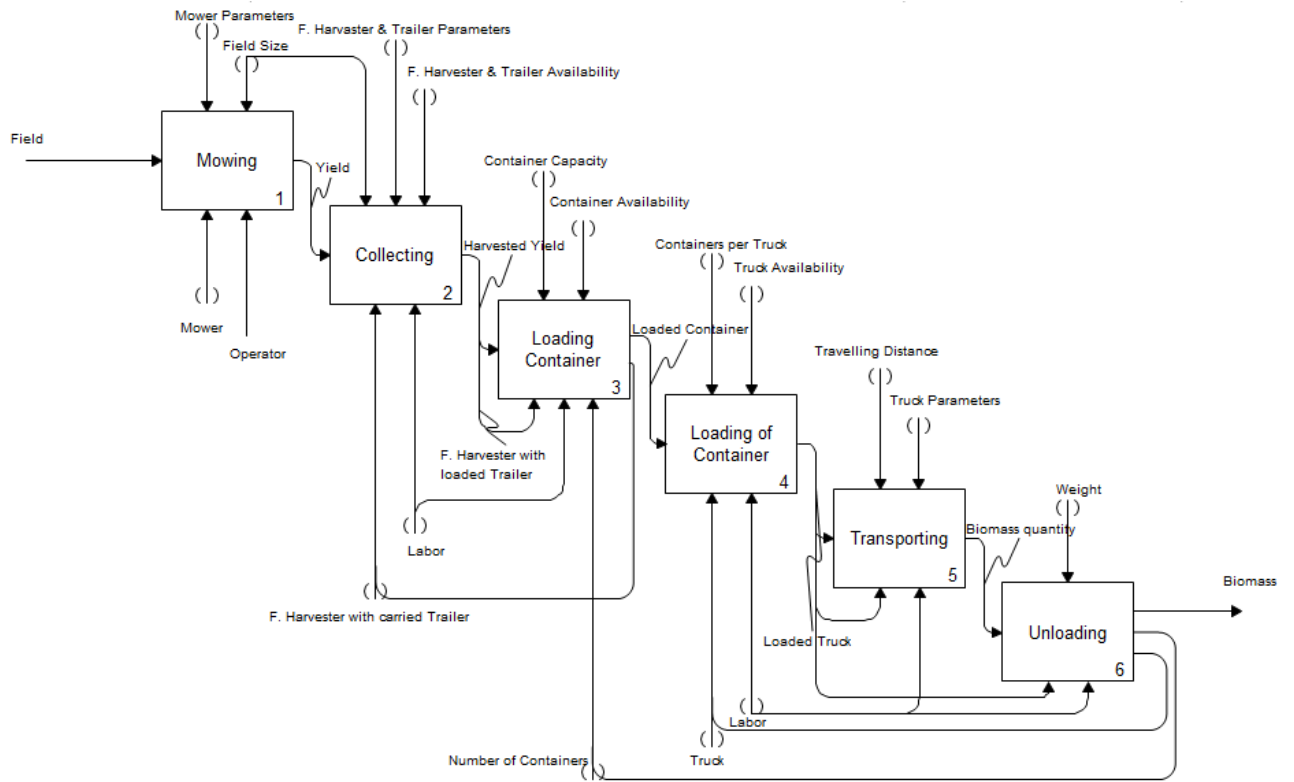 Mower Parameters
( )
Field Size
( )
F. Harvaster & Trailer Parameters
( )
F. Harvester & Trailer Availability
( )
Field
Mowing
1
Yield
Container Capacity
( )
Container Availability
( )
Collecting
2
Harvested Yield
Containers per Truck
( )
Truck Availability
( )
( )
Mower
Operator
Loading
Container
3
Loaded Container
Travelling Distance
( )
Truck Parameters
( )
F. Harvester with
loaded Trailer
Loading of
Container
4
Weight
( )
( )
Labor
Transporting
5
Biomass quantity
Biomass
( )
F. Harvester with carried Trailer
Loaded Truck
Unloading
6
( )
Labor
( )
Truck
Number of Containers
( )